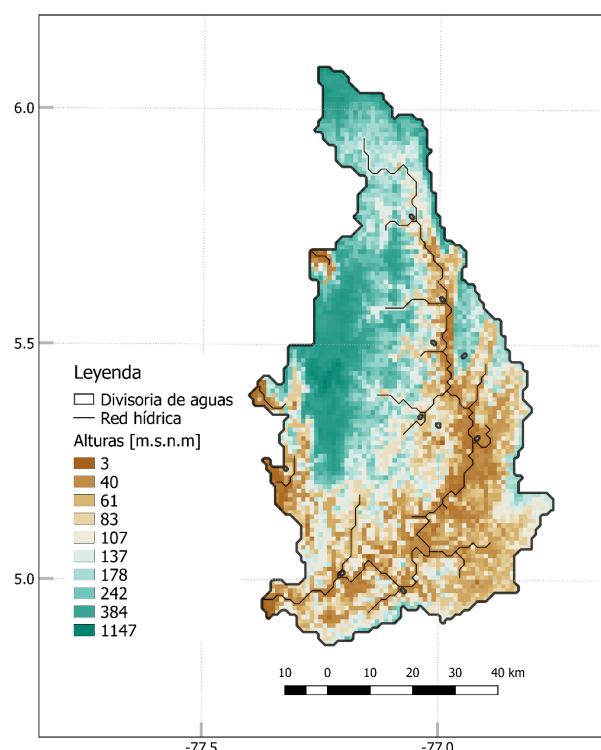 6.0
5.5
Leyenda
Divisoria de aguas
Red hídrica
Alturas [m.s.n.m]
3
40
61
83
107
137
178
242
384
1147
5.0
10 0 10 20 30 40 km
-77.5 -77.0